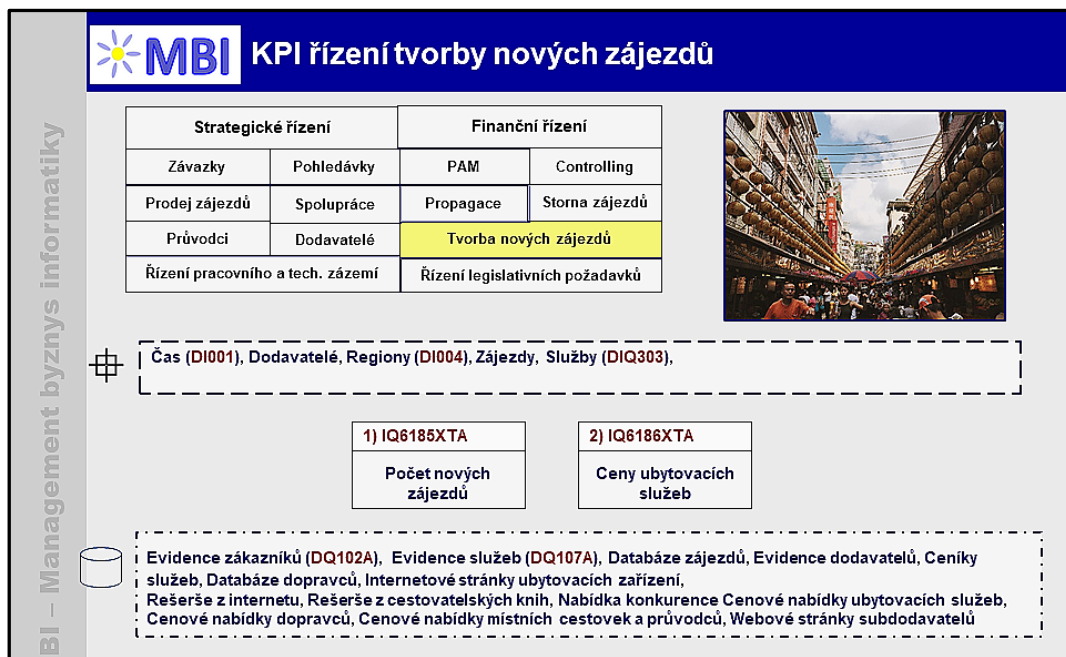 MBI
KPI řízení tvorby nových zájezdů
BI – Management byznys informatiky
Strategické řízení
Finanční řízení
Závazky
Pohledávky
PAM
Controlling
Prodej zájezdů
Spolupráce
Propagace
Storna zájezdů
Průvodci
Dodavatelé
Tvorba nových zájezdů
Řízení pracovního a tech. zázemí
Řízení legislativních požadavků
Čas (DI001), Dodavatelé, Regiony (DI004), Zájezdy, Služby (DIQ303),
1) IQ6185XTA
Počet nových
zájezdů
2) IQ6186XTA
Ceny ubytovacích
služeb
Evidence zákazníků (DQ102A), Evidence služeb (DQ107A), Databáze zájezdů, Evidence dodavatelů, Ceníky
služeb, Databáze dopravců, Internetové stránky ubytovacích zařízení,
Rešerše z internetu, Rešerše z cestovatelských knih, Nabídka konkurence Cenové nabídky ubytovacích služeb,
Cenové nabídky dopravců, Cenové nabídky místních cestovek a průvodců, Webové stránky subdodavatelů